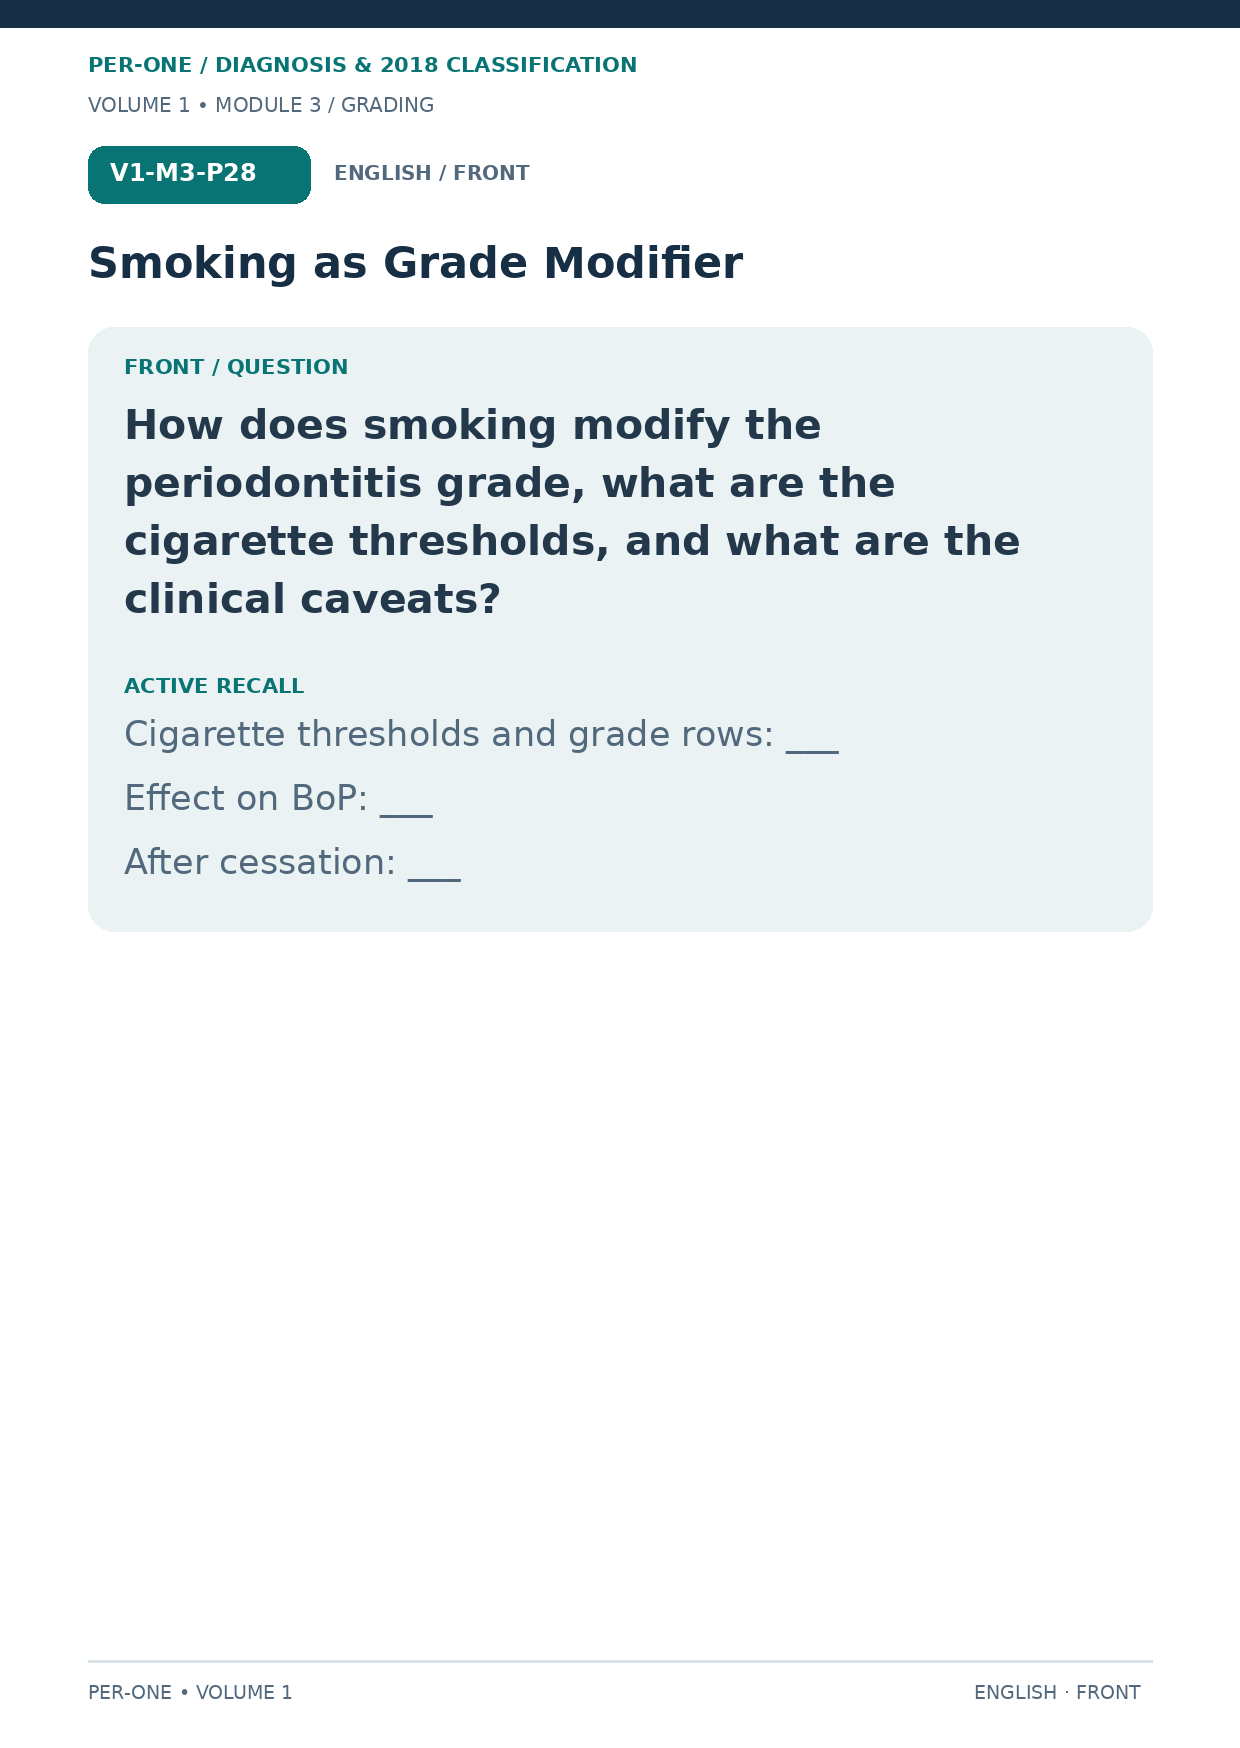 PER-ONE / DIAGNOSIS & 2018 CLASSIFICATION
VOLUME 1 • MODULE 3 / GRADING
V1-M3-P28
ENGLISH / FRONT
Smoking as Grade Modifier
FRONT / QUESTION
How does smoking modify the
periodontitis grade, what are the
cigarette thresholds, and what are the
clinical caveats?
ACTIVE RECALL
Cigarette thresholds and grade rows: ___
Effect on BoP: ___
After cessation: ___
PER-ONE • VOLUME 1
ENGLISH · FRONT